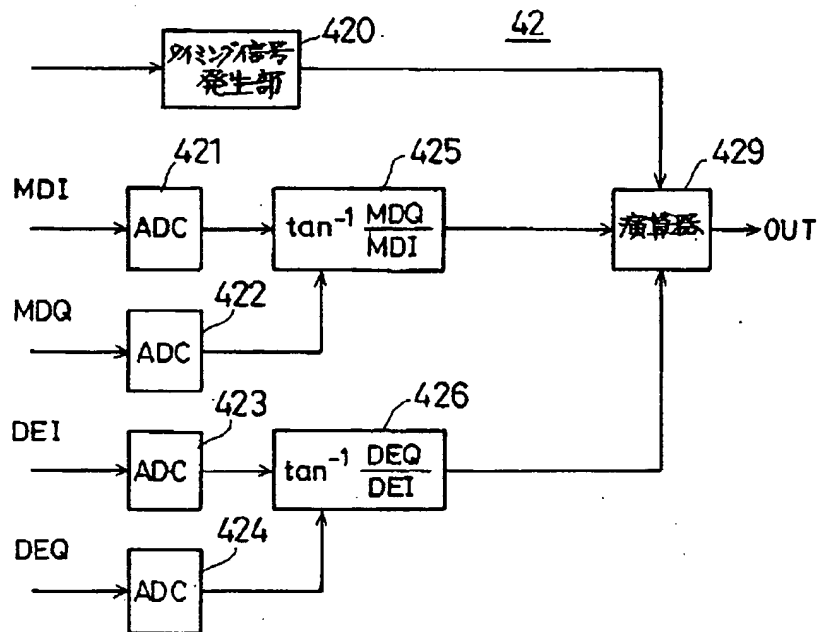 420
42
タイミング信号
発生部
421
425
429
MDI
ADC
tan⁻¹ MDQ
MDI
演算器
OUT
MDQ
422
ADC
DEI
423
426
ADC
tan⁻¹ DEQ
DEI
DEQ
424
ADC